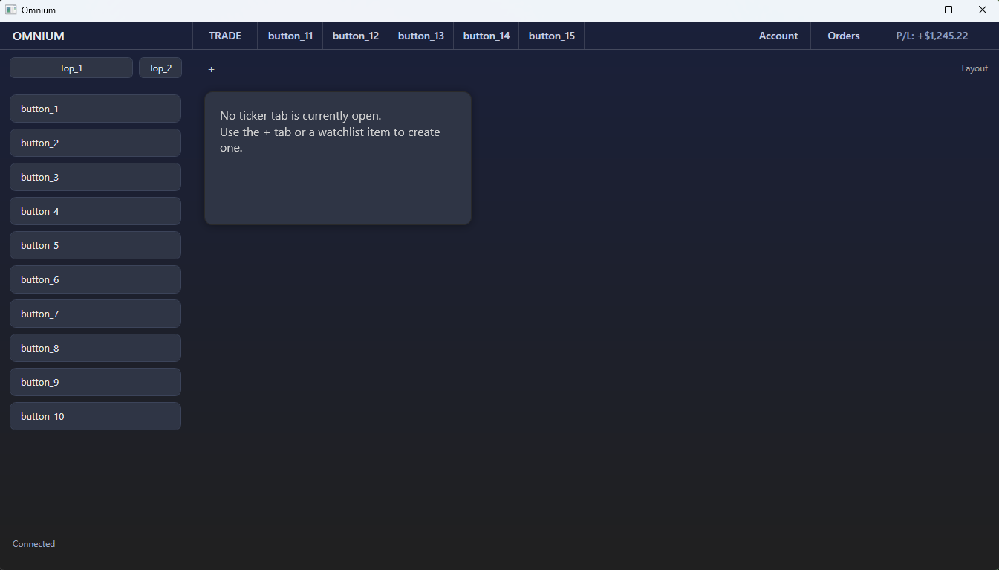 Omnium
OMNIUM
TRADE
button_11
button_12
button_13
button_14
button_15
Account
Orders
P/L: +$1,245.22
Top_1
Top_2
+
Layout
button_1
button_2
button_3
button_4
button_5
button_6
button_7
button_8
button_9
button_10
No ticker tab is currently open.
Use the + tab or a watchlist item to create
one.
Connected